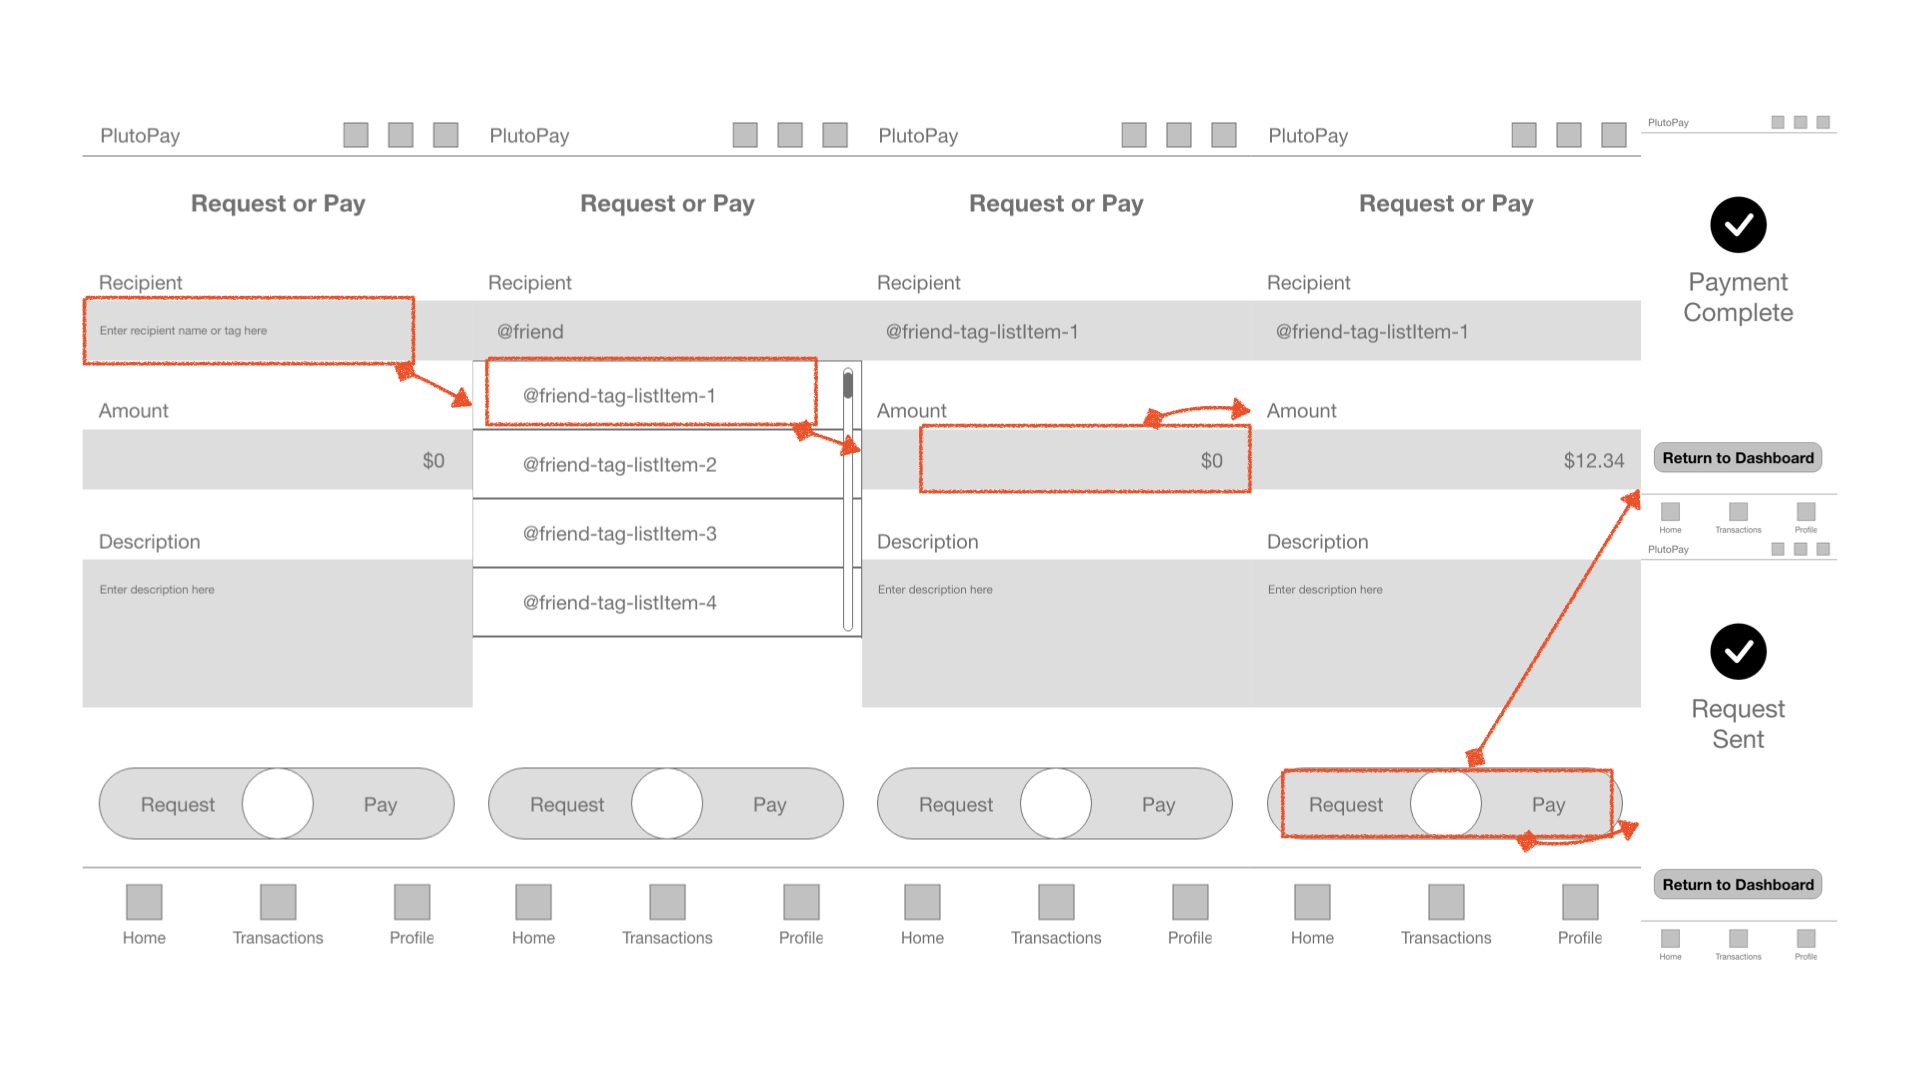 PlutoPay
Request or Pay
Recipient
Enter recipient name or tag here
Amount
$0
Description
Enter description here
Request
Pay
Home
Transactions
Profile
PlutoPay
Request or Pay
Recipient
@friend
@friend-tag-listItem-1
@friend-tag-listItem-2
@friend-tag-listItem-3
@friend-tag-listItem-4
Request
Pay
Home
Transactions
Profile
PlutoPay
Request or Pay
Recipient
@friend-tag-listItem-1
Amount
$0
Description
Enter description here
Request
Pay
Home
Transactions
Profile
PlutoPay
Request or Pay
Recipient
@friend-tag-listItem-1
Amount
$12.34
Description
Enter description here
Request
Pay
Home
Transactions
Profile
PlutoPay
Payment
Complete
Return to Dashboard
Home
Transactions
Profile
PlutoPay
Request
Sent
Return to Dashboard
Home
Transactions
Profile